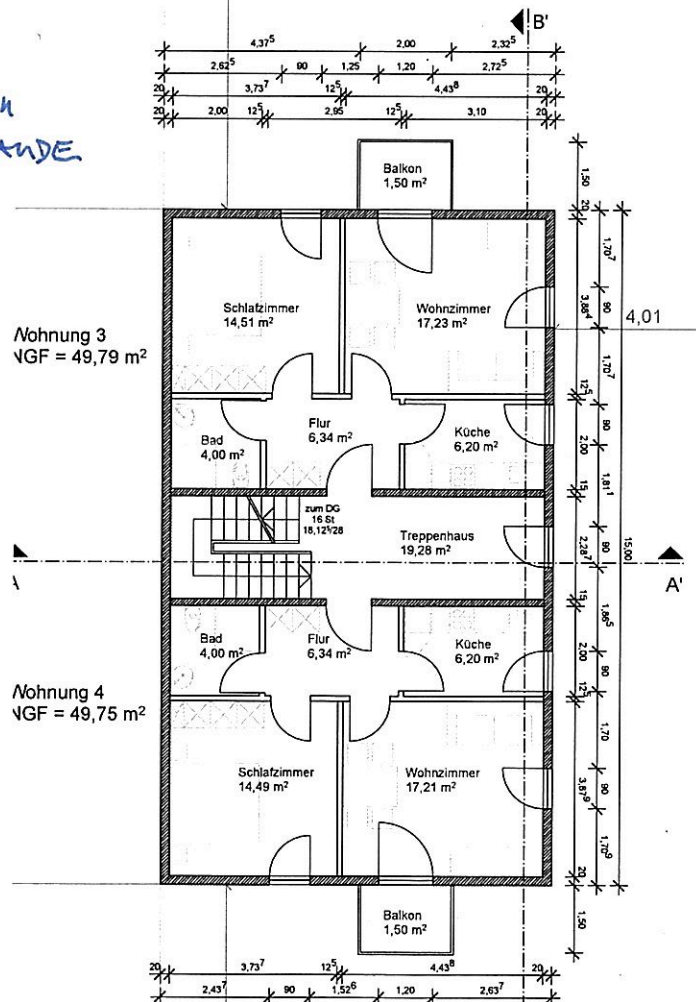 B'
4,37⁵ 2,00 2,32⁵
2,62⁵ 90 1,25 1,20 2,72⁵
20 3,73⁷ 12⁵ 4,43⁸ 20
20 2,00 12⁵ 2,95 12⁵ 3,10 20
Balkon
1,50 m²
1,50
20
Schlafzimmer
14,51 m²
Wohnzimmer
17,23 m²
1,70⁷
3,88⁴
90
1,70⁷
4,01
Wohnung 3
NGF = 49,79 m²
12⁵
Bad
4,00 m²
Flur
6,34 m²
Küche
6,20 m²
2,00
90
1,81¹
15
zum DG
16 St
18,12⁵/28
Treppenhaus
19,28 m²
2,28⁷
90
15,00
A
A'
15
1,86⁵
Bad
4,00 m²
Flur
6,34 m²
Küche
6,20 m²
2,00
90
12⁵
Wohnung 4
NGF = 49,75 m²
Schlafzimmer
14,49 m²
Wohnzimmer
17,21 m²
1,70
3,87⁹
90
1,70⁹
20
Balkon
1,50 m²
1,50
20 3,73⁷ 12⁵ 4,43⁸ 20
2,43⁷ 90 1,52⁶ 1,20 2,63⁷